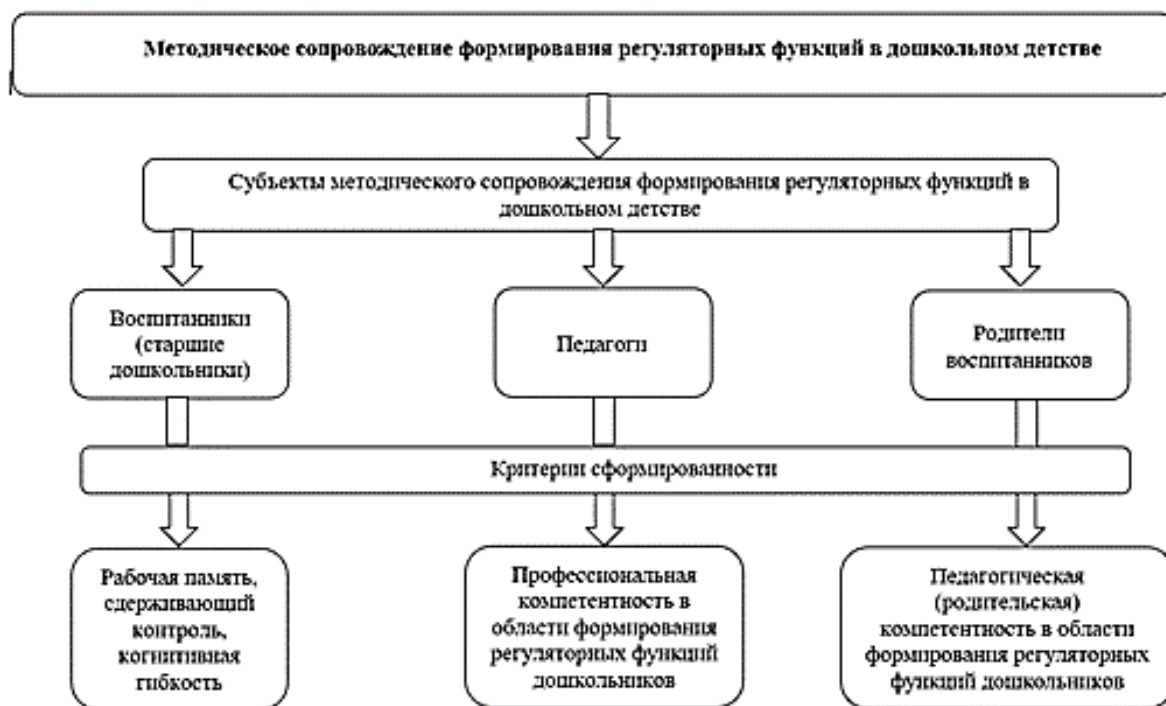 Методическое сопровождение формирования регуляторных функций в дошкольном детстве
Субъекты методического сопровождения формирования регуляторных функций в
дошкольном детстве
Воспитанники
(старшие
дошкольники)
Педагоги
Родители
воспитанников
Критерии сформированности
Рабочая память,
сдерживающий
контроль,
когнитивная
гибкость
Профессиональная
компетентность в
области формирования
регуляторных функций
дошкольников
Педагогическая
(родительская)
компетентность в области
формирования регуляторных
функций дошкольников